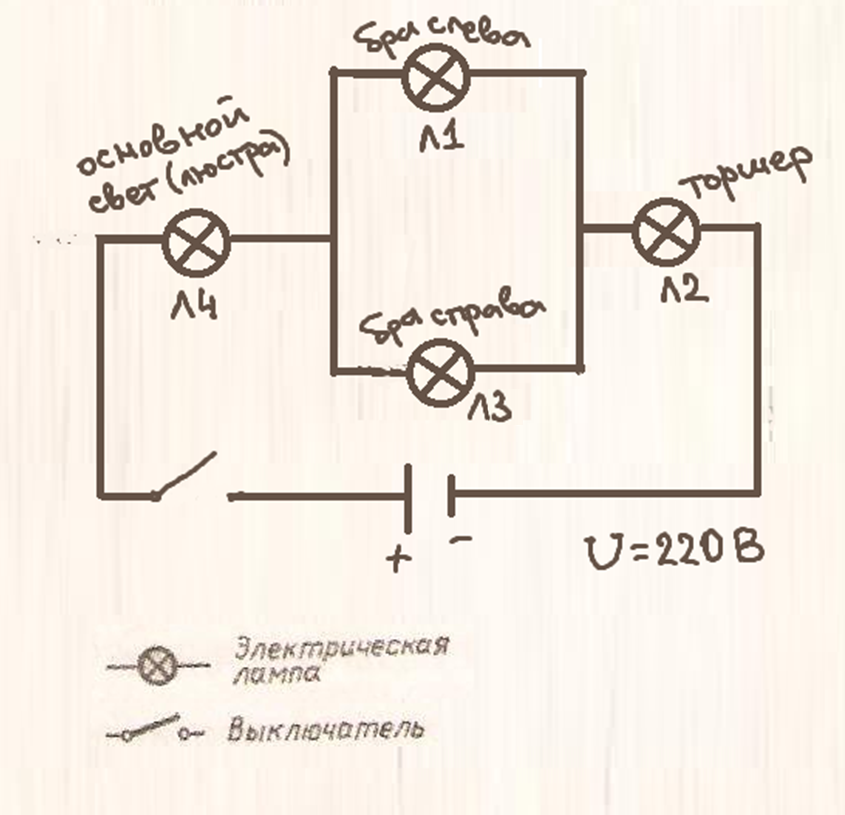 бра слева
Л1
основной
свет (люстра)
Л4
торшер
Л2
бра справа
Л3
+ -
U=220 В
Электрическая
лампа
Выключатель